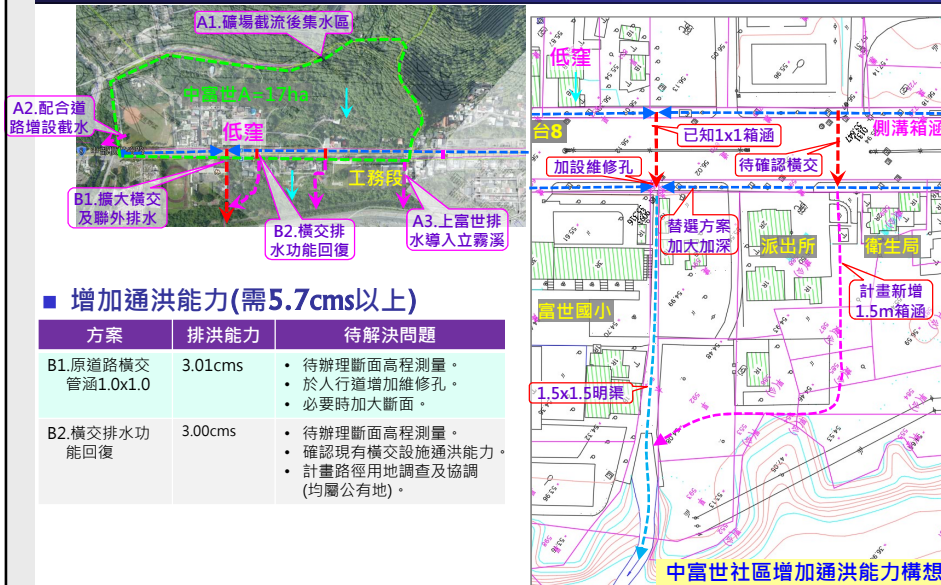 A1.礦場截流後集水區
中富世A=17ha
A2.配合道
路增設截水
低窪
工務段
B1.擴大橫交
及聯外排水
B2.橫交排
水功能回復
A3.上富世排
水導入立霧溪
■ 增加通洪能力(需5.7cms以上)
方案 排洪能力 待解決問題
B1.原道路橫交
管涵1.0x1.0
3.01cms
• 待辦理斷面高程測量。
• 於人行道增加維修孔。
• 必要時加大斷面。
B2.橫交排水功
能回復
3.00cms
• 待辦理斷面高程測量。
• 確認現有橫交設施通洪能力。
• 計畫路徑用地調查及協調
(均屬公有地)。
低窪
台8
已知1x1箱涵
側溝箱涵
加設維修孔
待確認橫交
替選方案
加大加深
派出所
衛生局
富世國小
計畫新增
1.5m箱涵
1.5x1.5明渠
中富世社區增加通洪能力構想